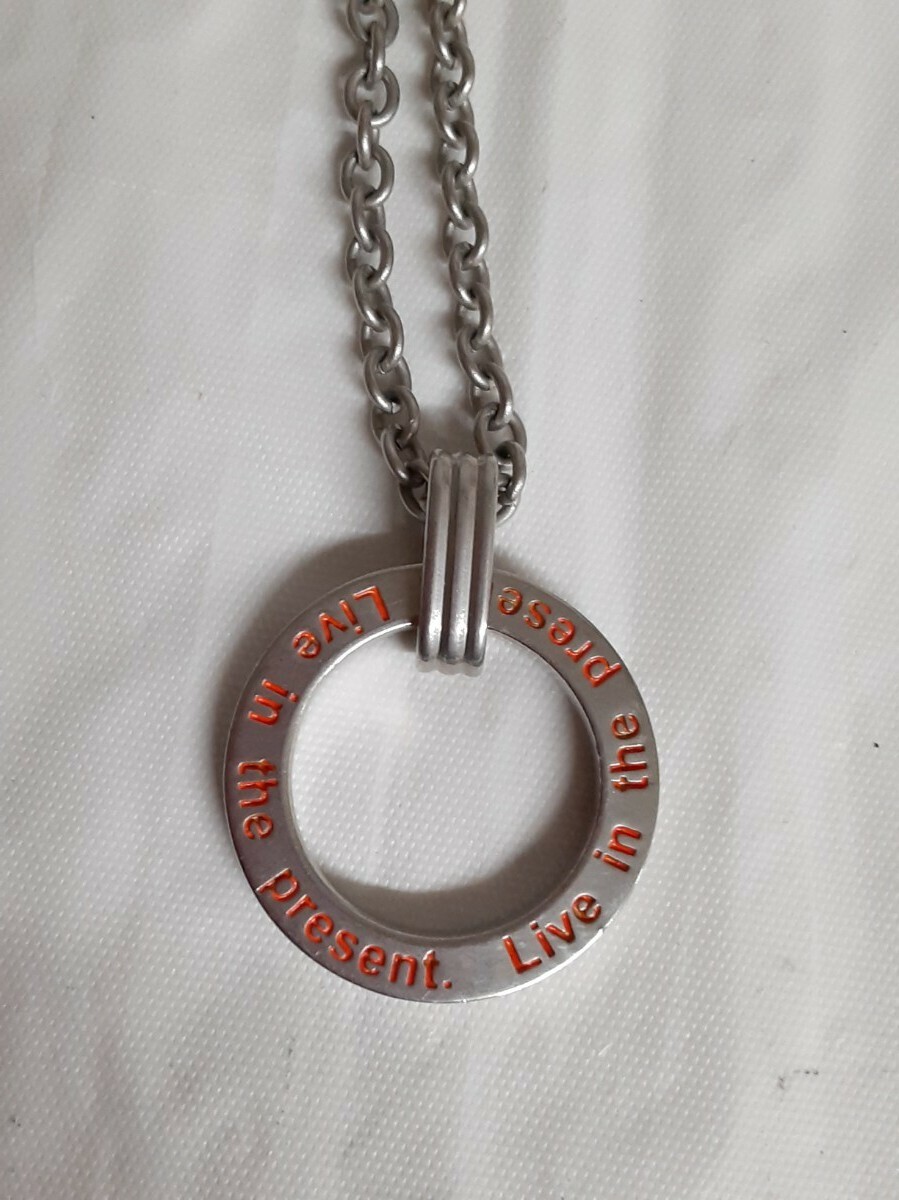 Live in the present.
Live in the prese